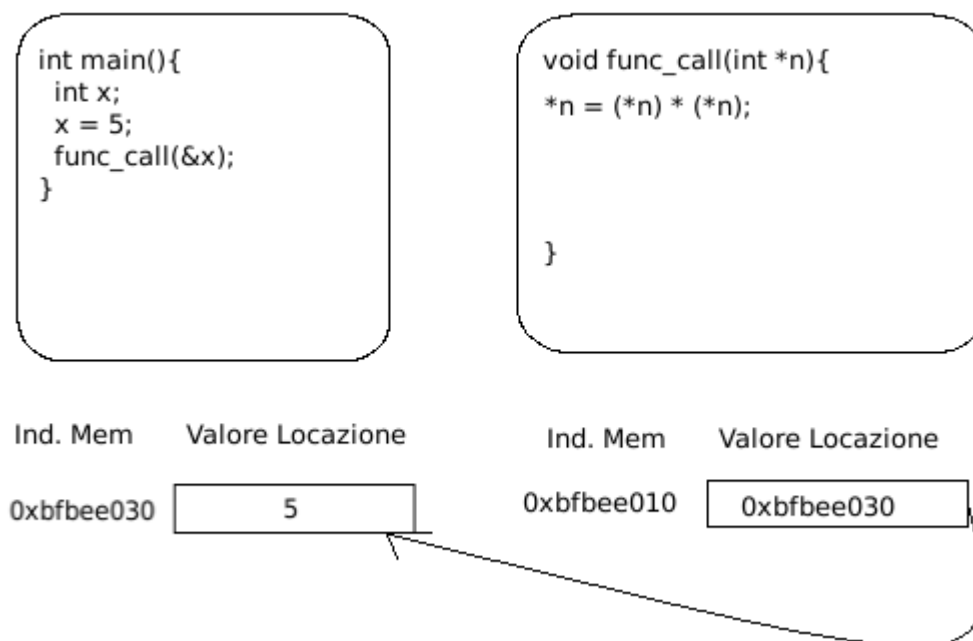 int main(){
int x;
x = 5;
func_call(&x);
}
void func_call(int *n){
*n = (*n) * (*n);
}
Ind. Mem Valore Locazione
0xbfbee030 5
Ind. Mem Valore Locazione
0xbfbee010 0xbfbee030